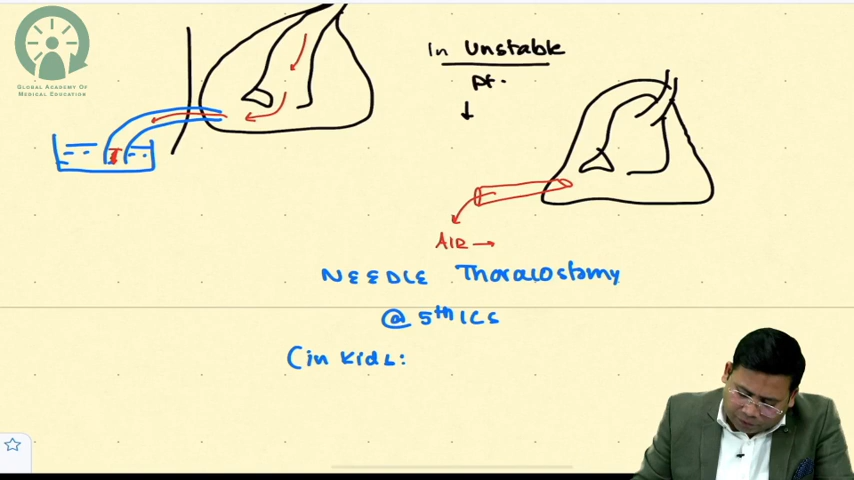 GLOBAL ACADEMY OF
MEDICAL EDUCATION
In Unstable
pt.
AIR →
NEEDLE Thoracostomy
@ 5th ICS
(in kids: